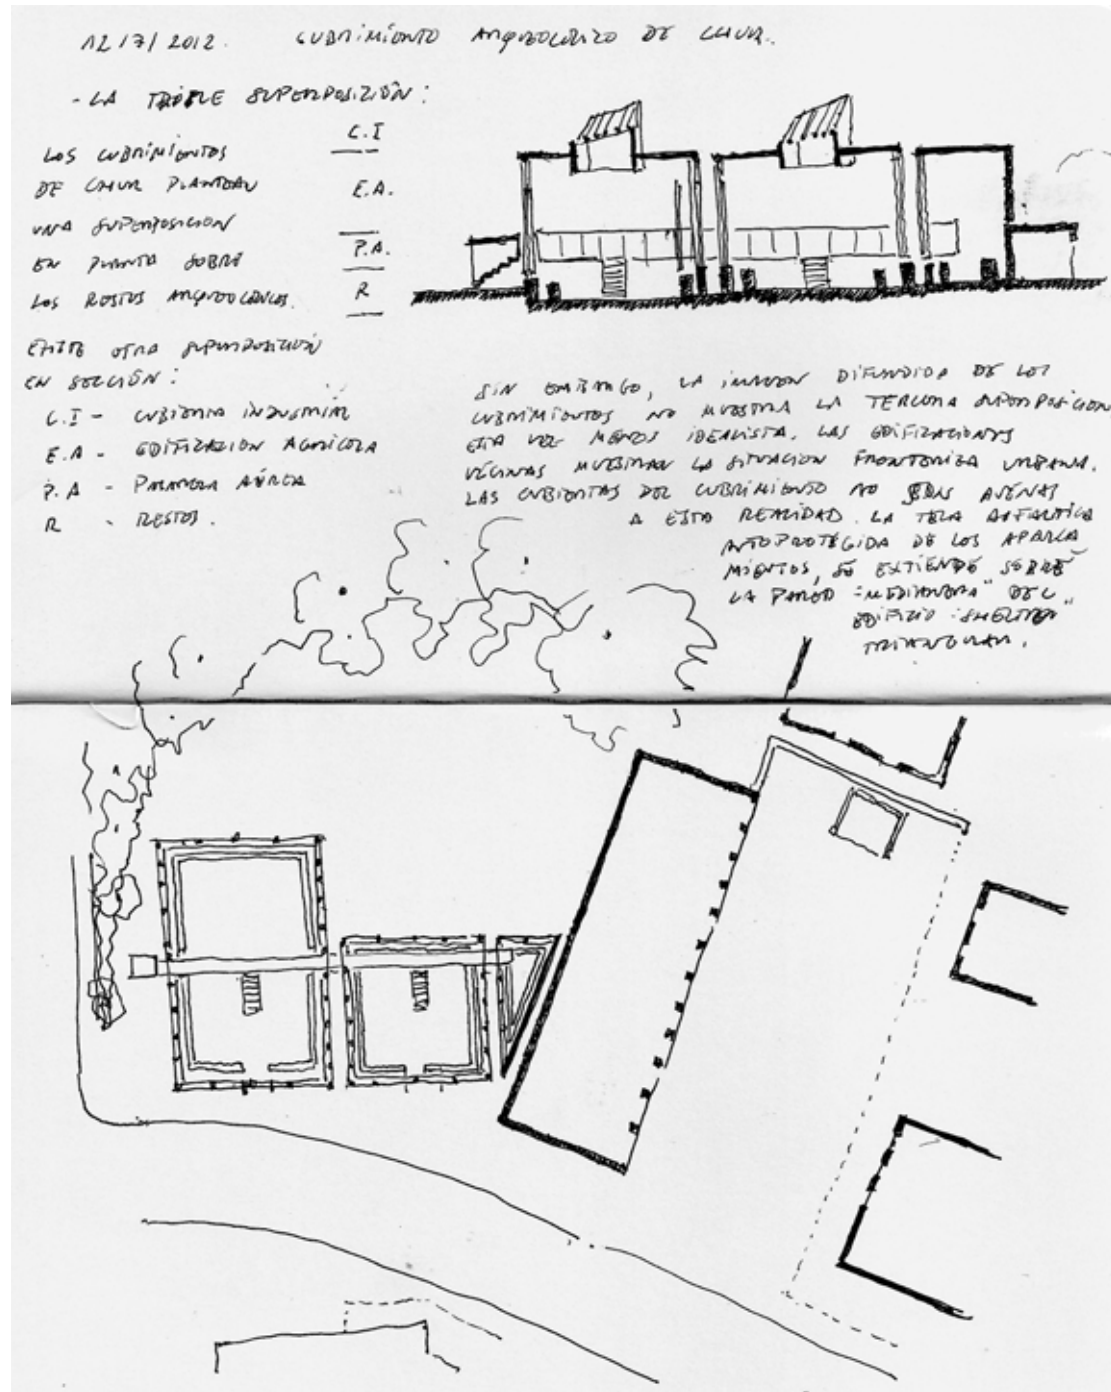 12/7/2012. CUBRIMIENTO ARQUEOLÓGICO DE CHUR.
- LA TRIPLE SUPERPOSICIÓN:
LOS CUBRIMIENTOS
DE CHUR PLANTEAN
UNA SUPERPOSICION
EN PLANTA SOBRE
LOS RESTOS ARQUEOLÓGICOS.
C.I
E.A.
P.A.
R
EXISTE OTRA SUPERPOSICIÓN
EN SECCIÓN:
C.I - CUBIERTA INDUSTRIAL
E.A - EDIFICACION AGRICOLA
P.A - PASARELA AÉREA
R - RESTOS.
SIN EMBARGO, LA IMAGEN DIFUNDIDA DE LOS
CUBRIMIENTOS NO MUESTRA LA TERCERA SUPERPOSICION
ESTA VEZ MENOS IDEALISTA. LAS EDIFICACIONES
VECINAS MUESTRAN LA SITUACION FRONTERIZA URBANA.
LAS CUBIERTAS DEL CUBRIMIENTO NO SON AJENAS
A ESTA REALIDAD. LA TELA ASFALTICA
AUTOPROTEGIDA DE LOS APARCA
MIENTOS, SE EXTIENDE SOBRE
LA PARED "MEDIANERA" DEL
EDIFICIO "SHELTER"
TRIANGULAR.